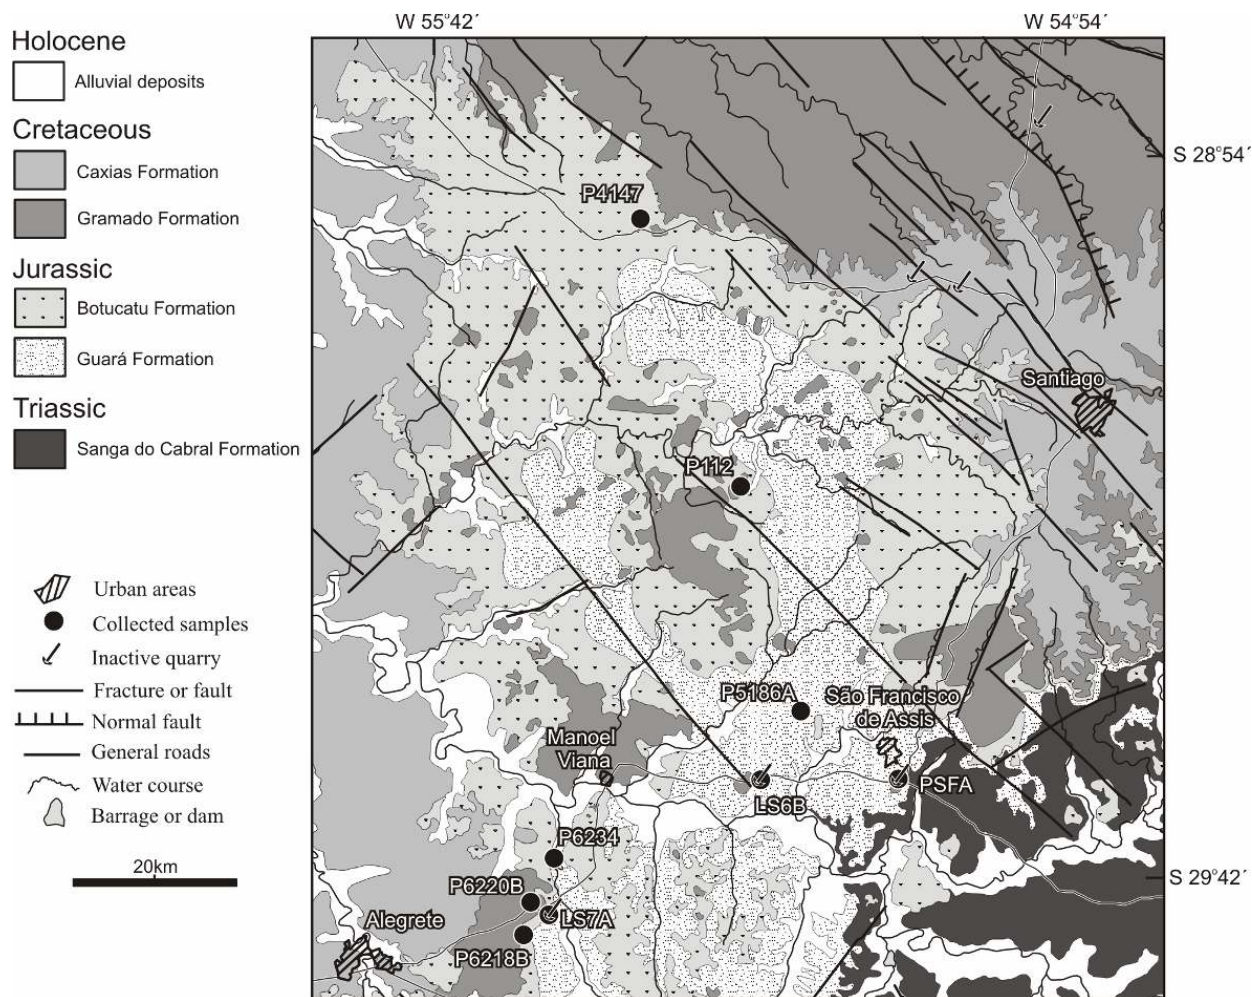 W 55°42´
W 54°54´
Holocene
Alluvial deposits
Cretaceous
Caxias Formation
Gramado Formation
Jurassic
Botucatu Formation
Guará Formation
Triassic
Sanga do Cabral Formation
Urban areas
Collected samples
Inactive quarry
Fracture or fault
Normal fault
General roads
Water course
Barrage or dam
20km
S 28°54´
P4147
Santiago
P112
P5186A
São Francisco
de Assis
Manoel
Viana
LS6B
PSFA
P6234
P6220B
LS7A
Alegrete
P6218B
S 29°42´